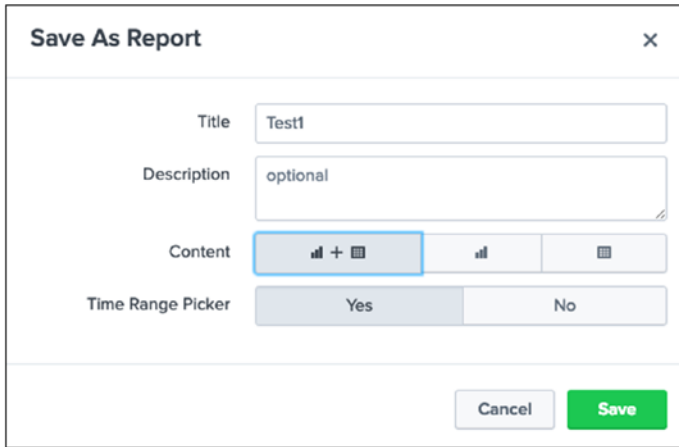 Save As Report
Title Test1
Description optional
Content +
Time Range Picker Yes No
Cancel Save